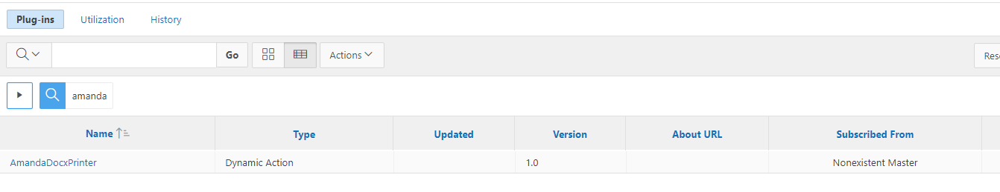 Plug-ins Utilization History
Go Actions
amanda
Name Type Updated Version About URL Subscribed From
AmandaDocxPrinter Dynamic Action 1.0 Nonexistent Master